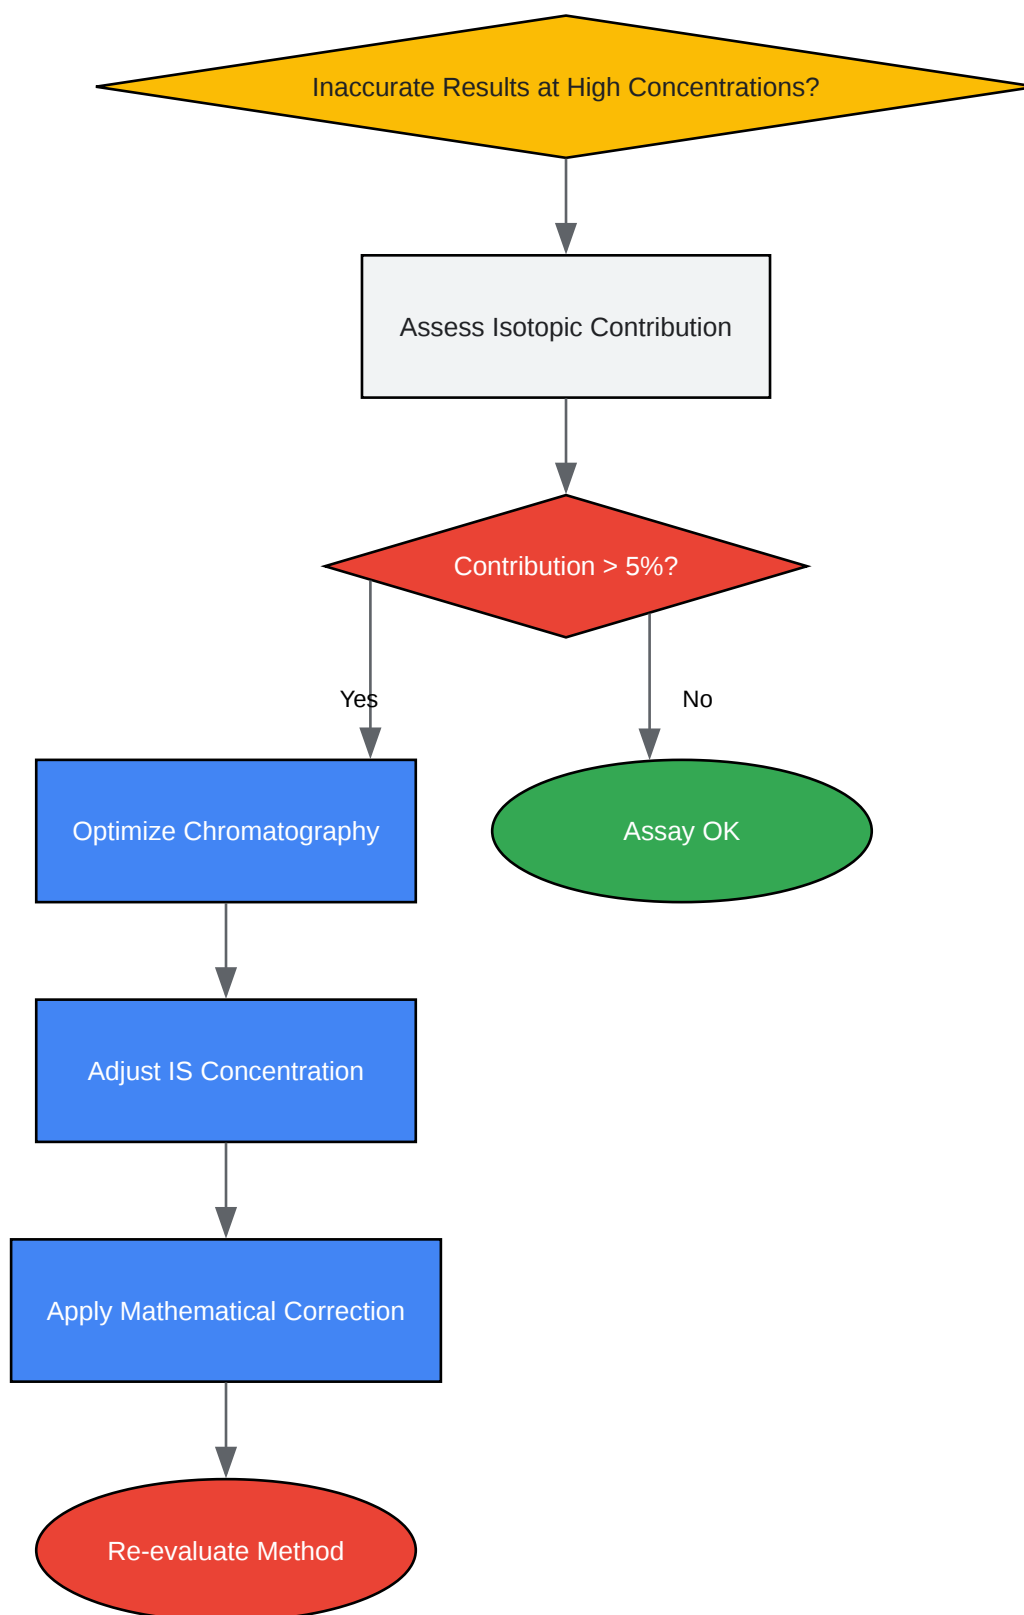 Inaccurate Results at High Concentrations?
Assess Isotopic Contribution
Contribution > 5%?
Yes
No
Optimize Chromatography
Assay OK
Adjust IS Concentration
Apply Mathematical Correction
Re-evaluate Method